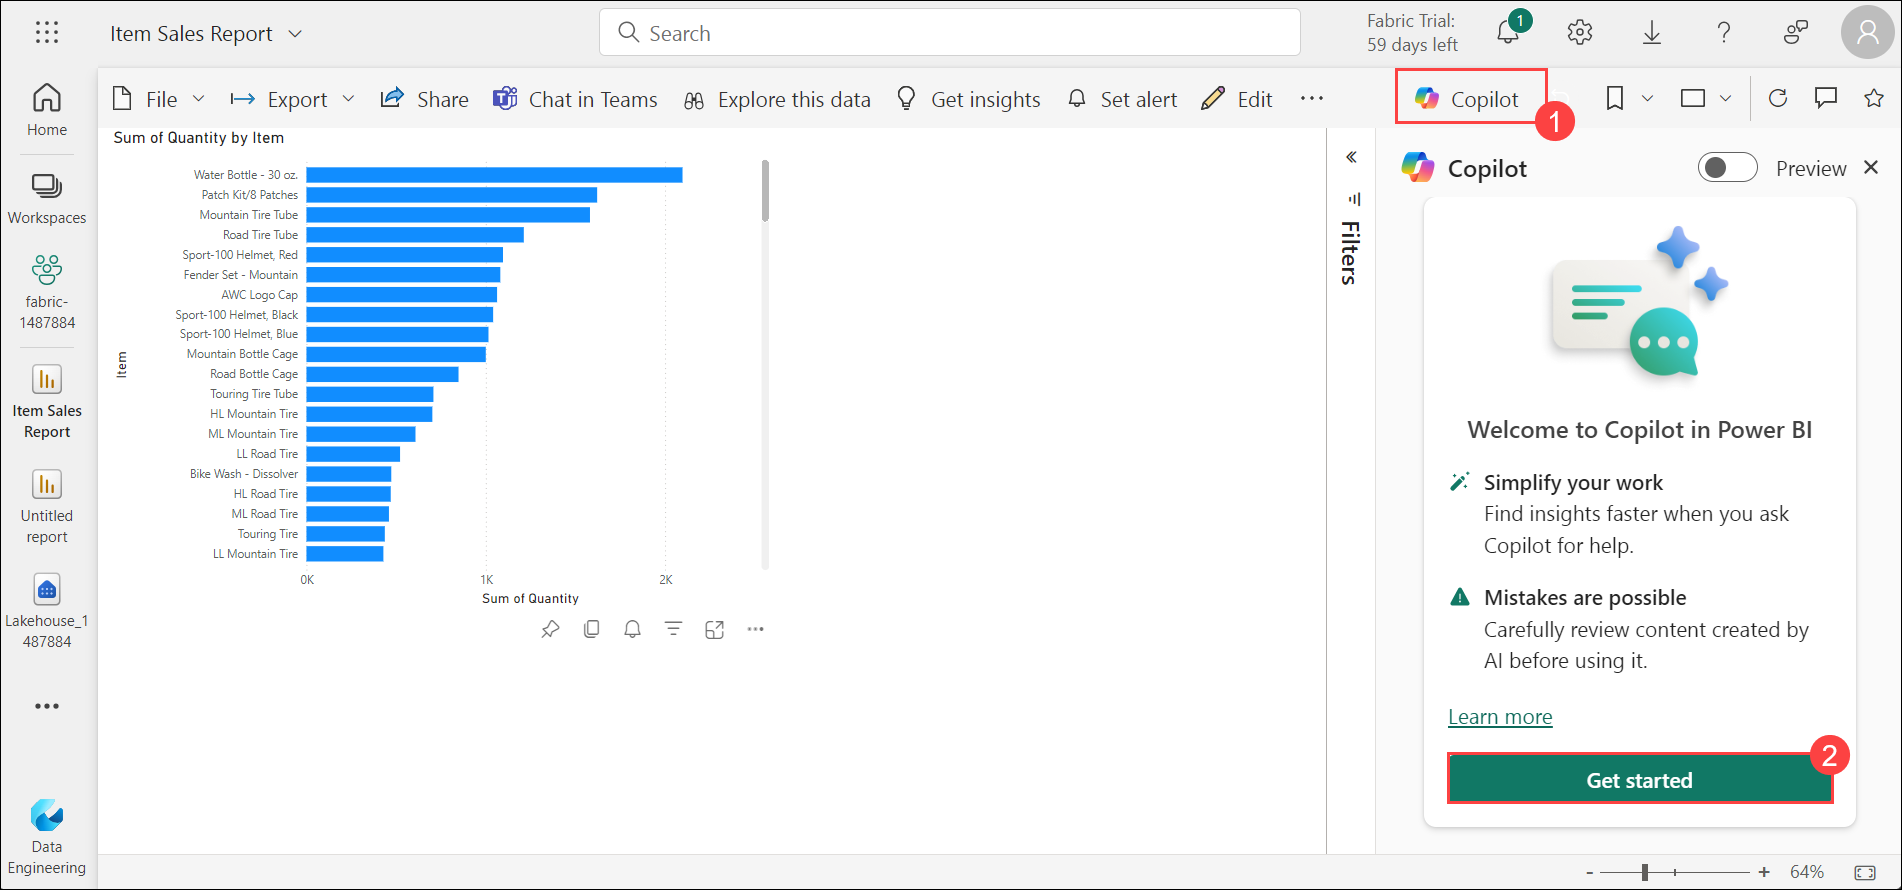 Item Sales Report
Search
Fabric Trial:
59 days left
1
Home
Workspaces
fabric-
1487884
Item Sales
Report
Untitled
report
Lakehouse_1
487884
Data
Engineering
File
Export
Share
Chat in Teams
Explore this data
Get insights
Set alert
Edit
Copilot
1
Sum of Quantity by Item
Item
Water Bottle - 30 oz.
Patch Kit/8 Patches
Mountain Tire Tube
Road Tire Tube
Sport-100 Helmet, Red
Fender Set - Mountain
AWC Logo Cap
Sport-100 Helmet, Black
Sport-100 Helmet, Blue
Mountain Bottle Cage
Road Bottle Cage
Touring Tire Tube
HL Mountain Tire
ML Mountain Tire
LL Road Tire
Bike Wash - Dissolver
HL Road Tire
ML Road Tire
Touring Tire
LL Mountain Tire
0K
1K
2K
Sum of Quantity
Filters
Copilot
Preview
Welcome to Copilot in Power BI
Simplify your work
Find insights faster when you ask
Copilot for help.
Mistakes are possible
Carefully review content created by
AI before using it.
Learn more
2
Get started
- + 64%